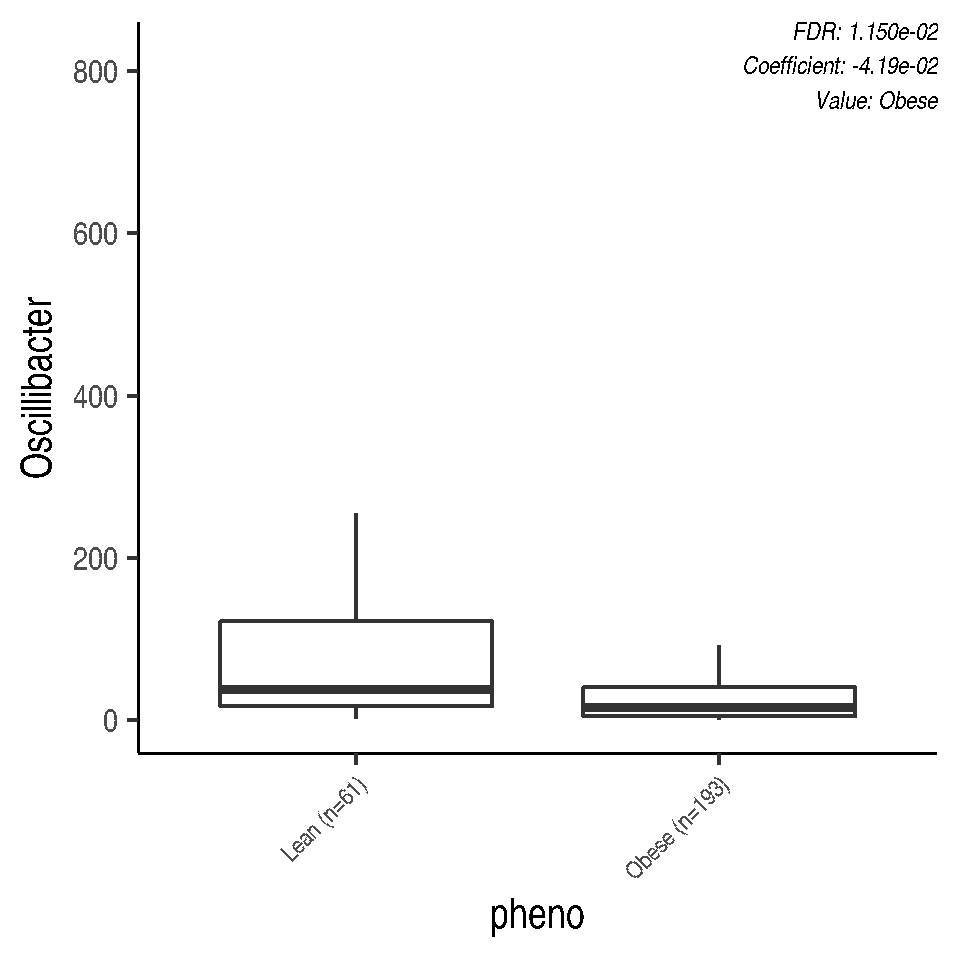 FDR: 1.150e-02
Coefficient: -4.19e-02
Value: Obese
800
600
400
200
0
Oscillibacter
Lean (n=61)
Obese (n=193)
pheno